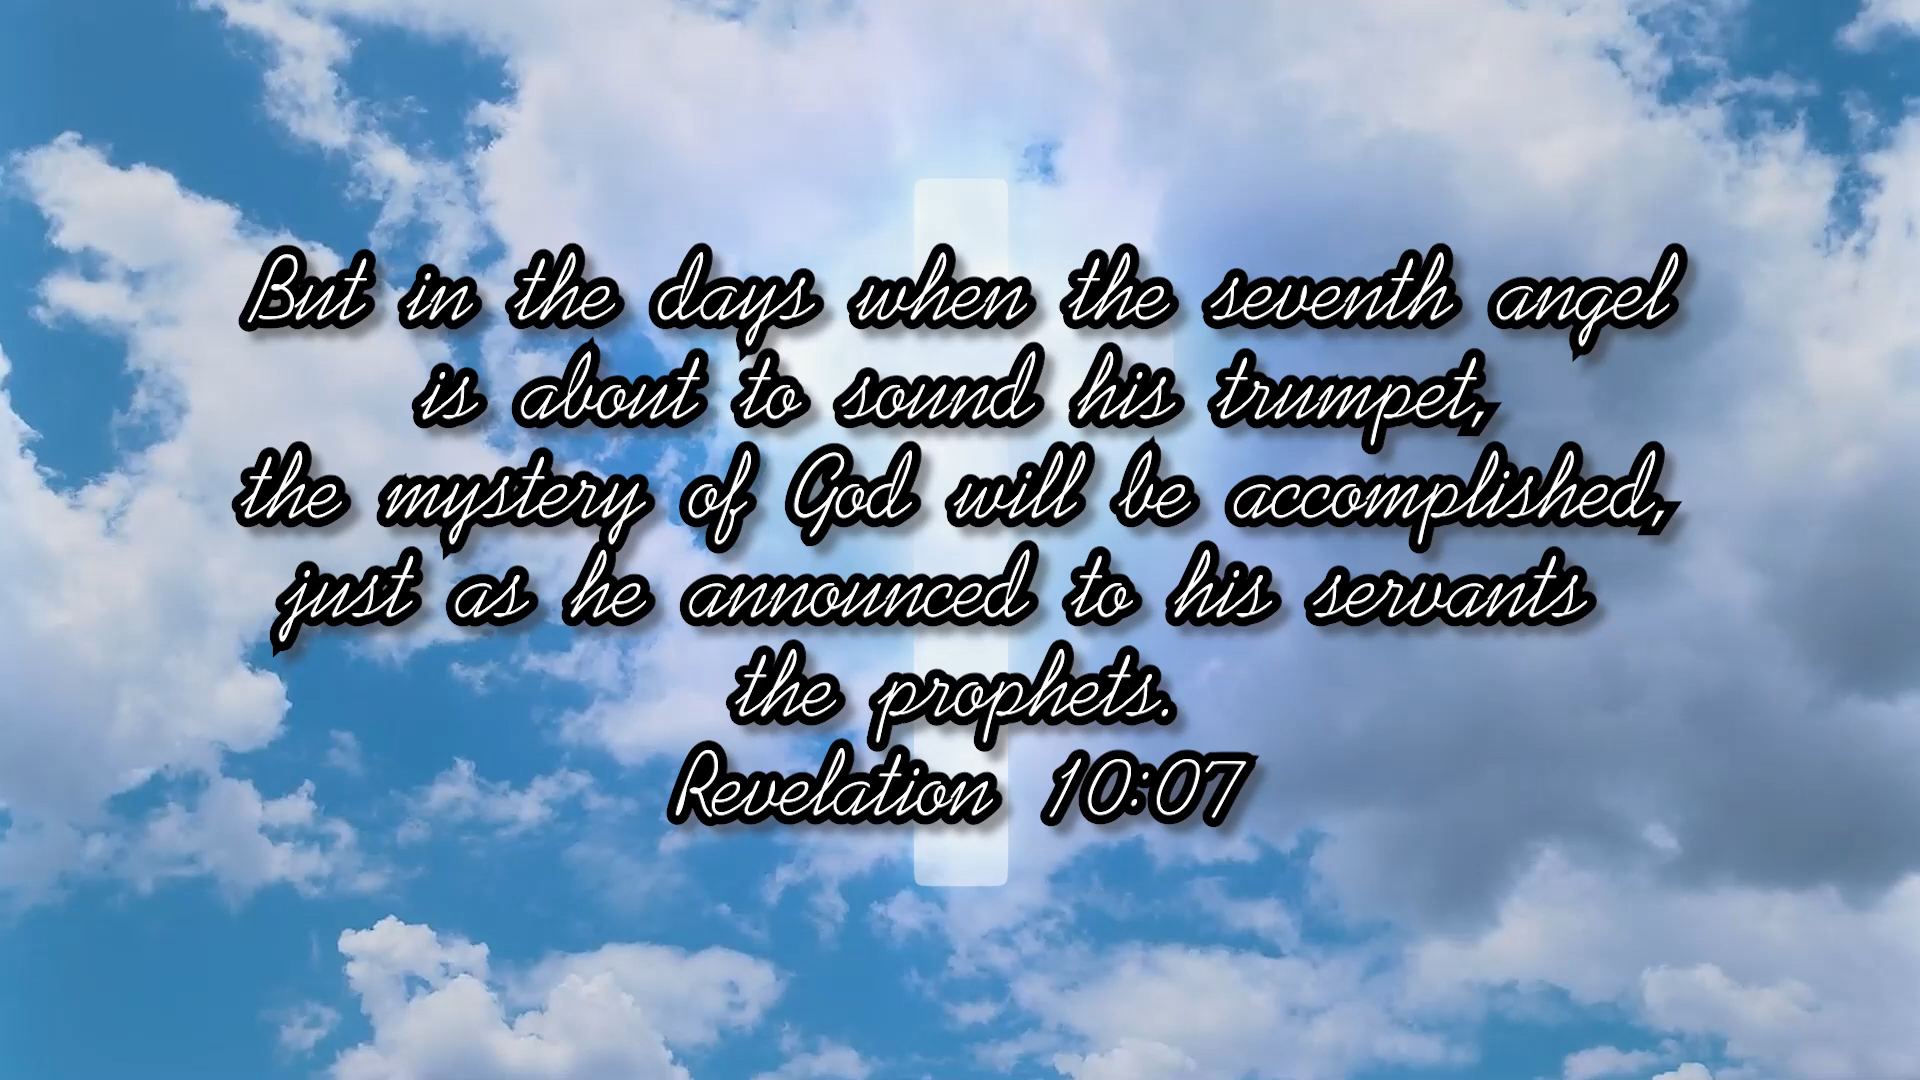 But in the days when the seventh angel
is about to sound his trumpet,
the mystery of God will be accomplished,
just as he announced to his servants
the prophets.
Revelation 10:07